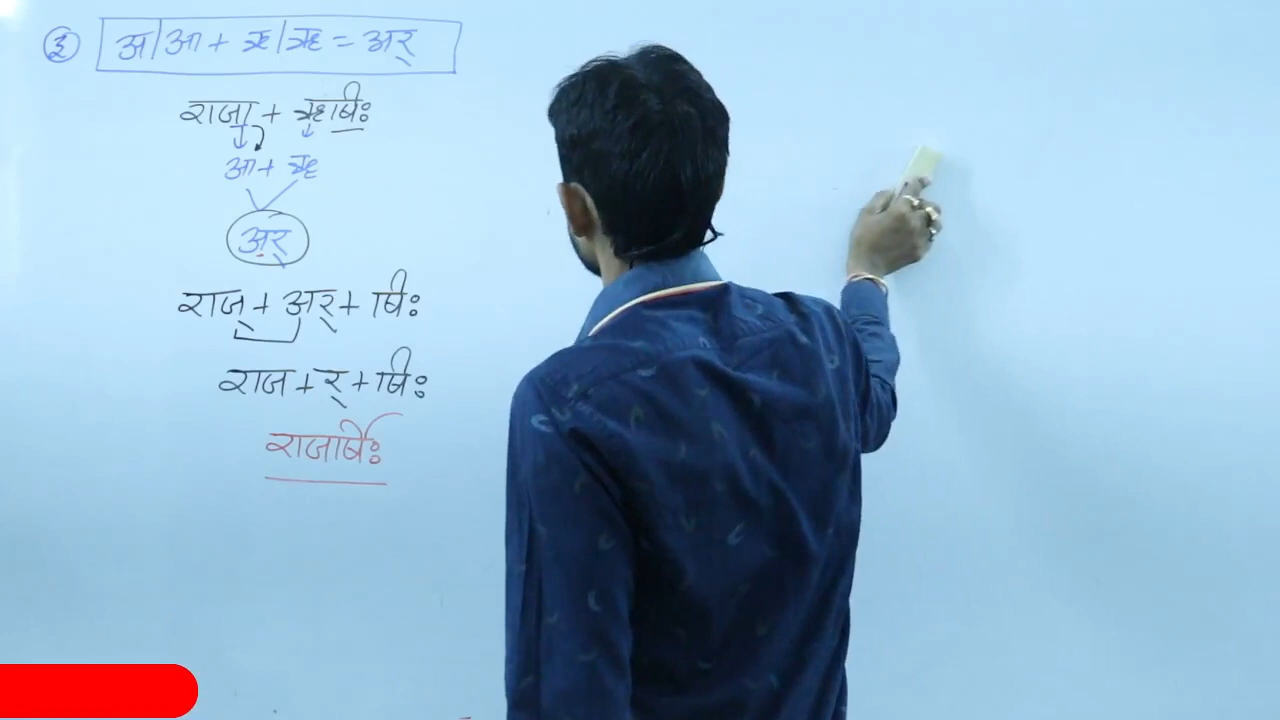 ३ अ/आ + ऋ/ॠ = अर्
राजा + ऋषिः
आ + ऋ
अर्
राज् + अर् + षिः
राज + र् + षिः
राजर्षिः